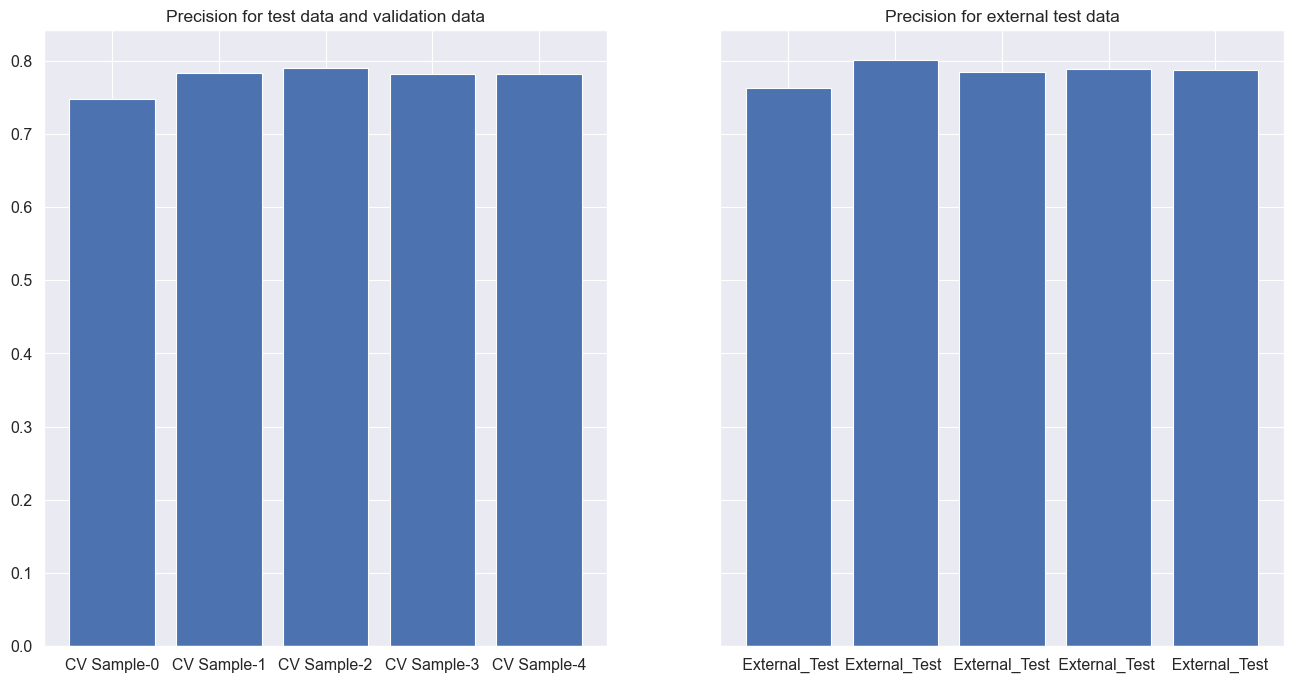 Precision for test data and validation data
Precision for external test data
0.8
0.7
0.6
0.5
0.4
0.3
0.2
0.1
0.0
CV Sample-0 CV Sample-1 CV Sample-2 CV Sample-3 CV Sample-4
External_Test External_Test External_Test External_Test External_Test